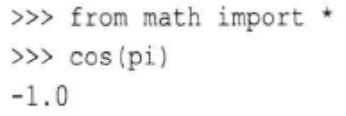 >>> from math import *
>>> cos(pi)
-1.0